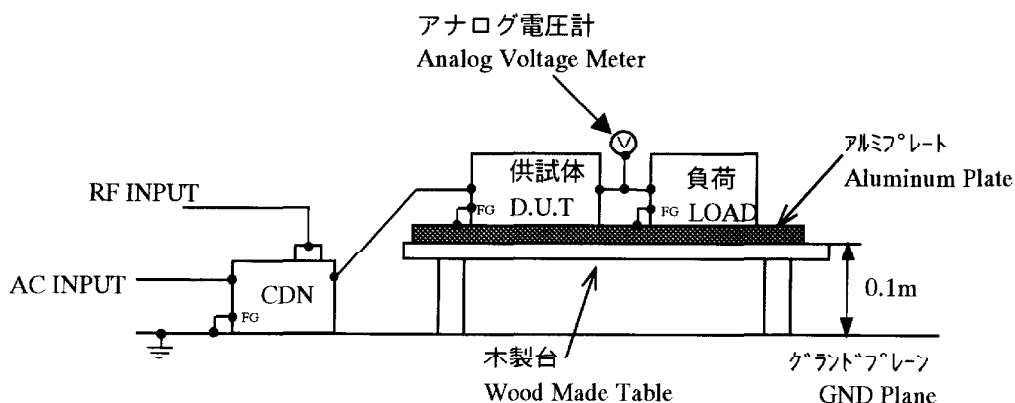 アナログ電圧計
Analog Voltage Meter
V
供試体
D.U.T
FG
負荷
LOAD
FG
アルミプレート
Aluminum Plate
RF INPUT
AC INPUT
CDN
FG
0.1m
木製台
Wood Made Table
グランドプレーン
GND Plane